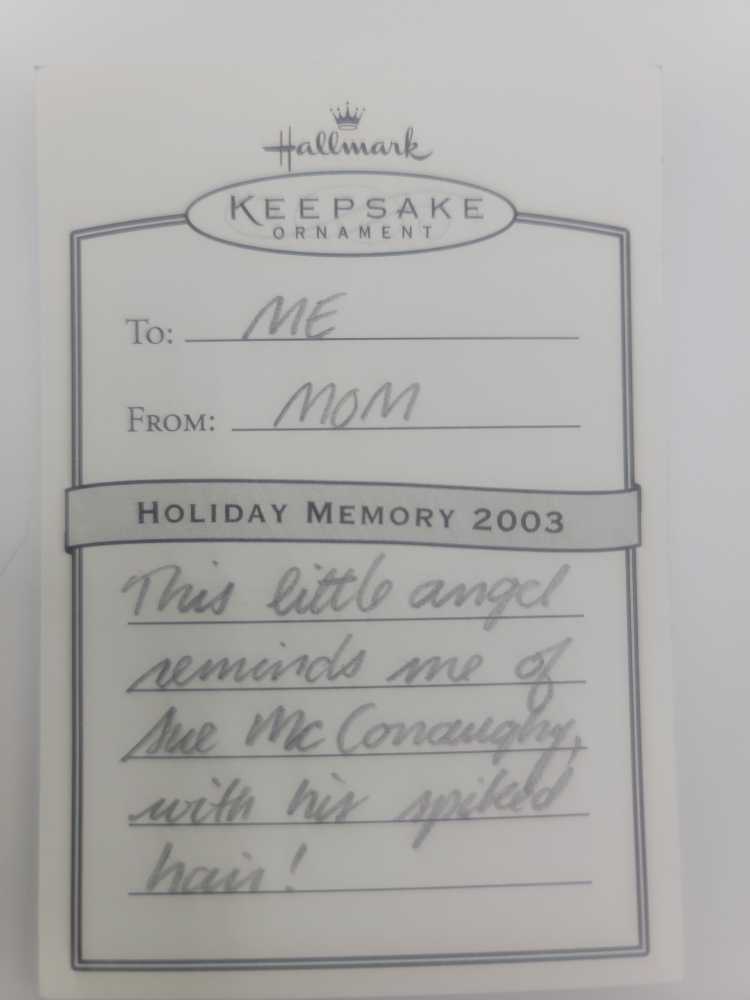 Hallmark
KEEPSAKE
ORNAMENT
To: ME
FROM: MOM
HOLIDAY MEMORY 2003
This little angel
reminds me of
Sue McConaughy,
with his spiked
hair!